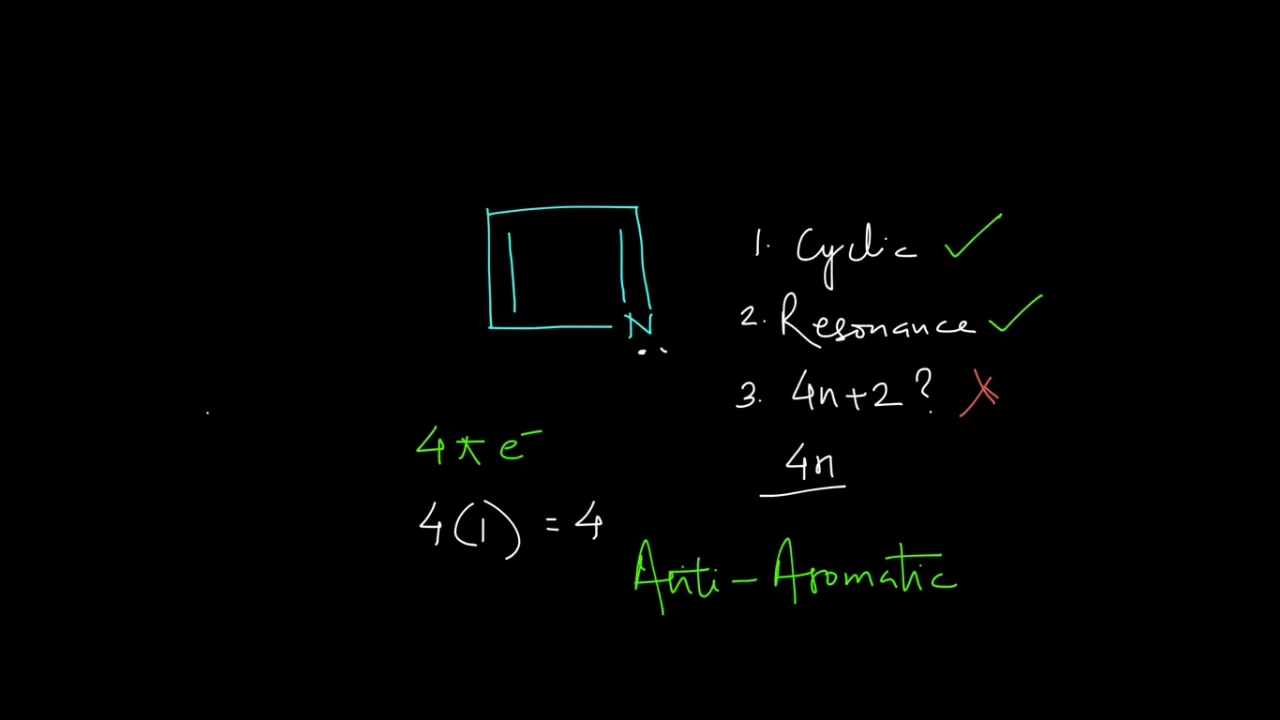 1. Cyclic ✓
N
2. Resonance ✓
3. 4n+2? ✗
4π e⁻
4n
4(1) = 4
Anti-Aromatic